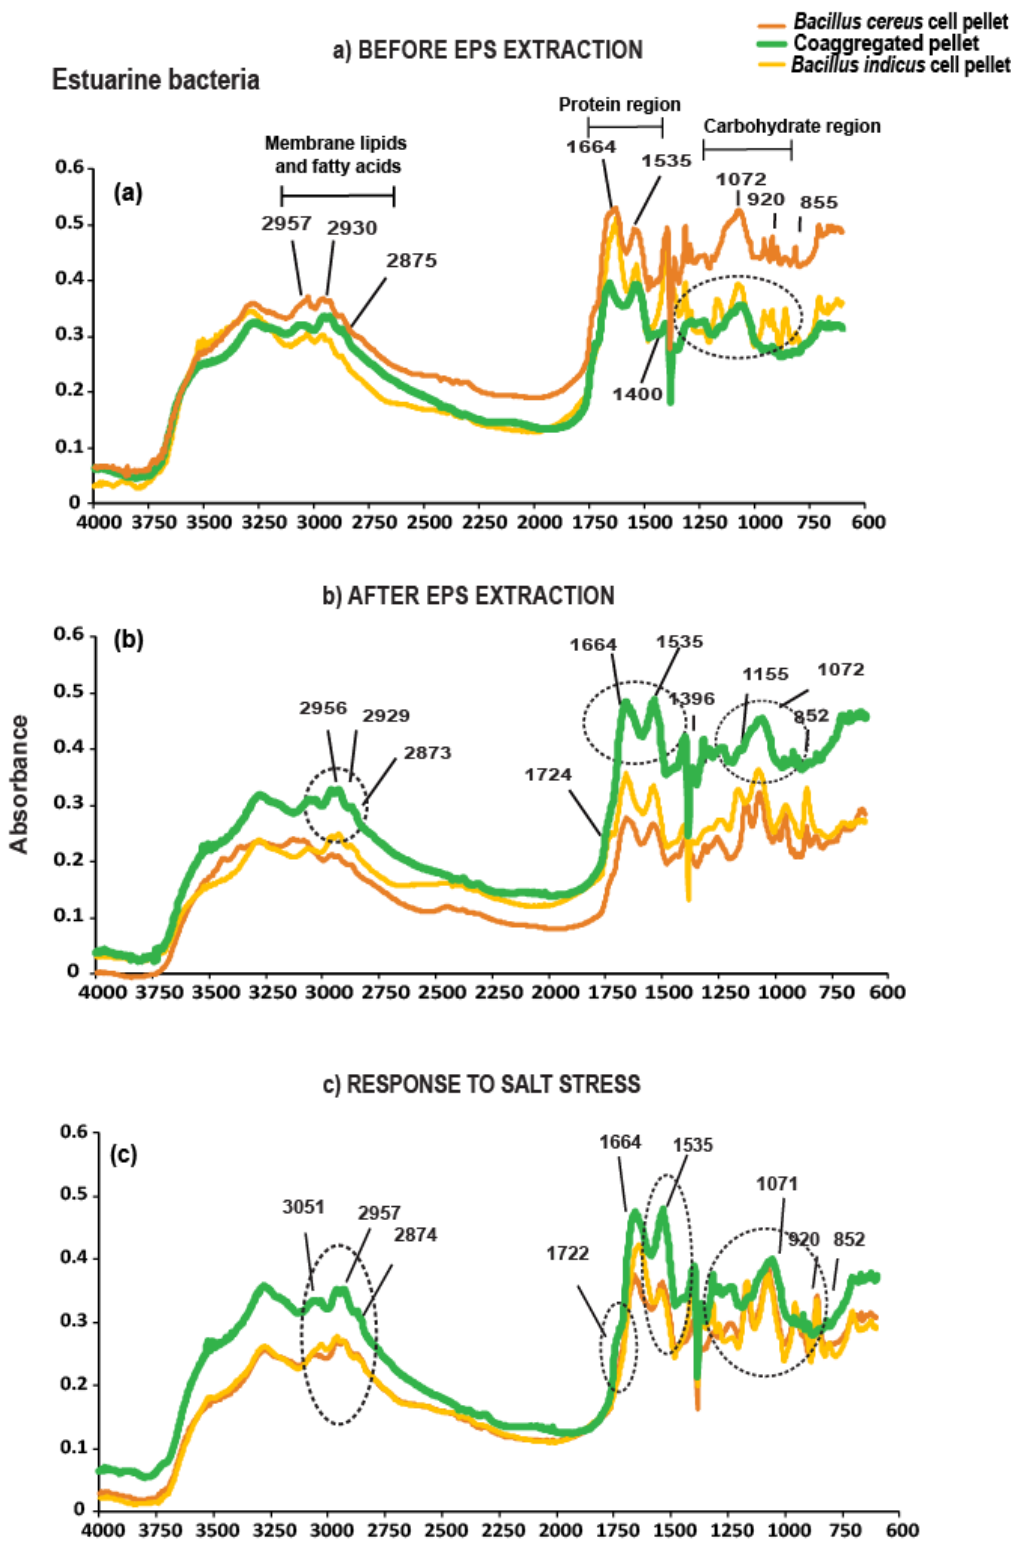 Bacillus cereus cell pellet
Coaggregated pellet
Bacillus indicus cell pellet
a) BEFORE EPS EXTRACTION
Estuarine bacteria
Protein region
Carbohydrate region
Membrane lipids
and fatty acids
(a)
1664
1535
1072
920
855
2957
2930
2875
1400
0.6
0.5
0.4
0.3
0.2
0.1
0
4000 3750 3500 3250 3000 2750 2500 2250 2000 1750 1500 1250 1000 750 600
b) AFTER EPS EXTRACTION
(b)
1664
1535
1155
1072
1396
852
2956
2929
2873
1724
Absorbance
0.6
0.5
0.4
0.3
0.2
0.1
0
4000 3750 3500 3250 3000 2750 2500 2250 2000 1750 1500 1250 1000 750 600
c) RESPONSE TO SALT STRESS
(c)
1664
1535
1071
920
852
3051
2957
2874
1722
0.6
0.5
0.4
0.3
0.2
0.1
0
4000 3750 3500 3250 3000 2750 2500 2250 2000 1750 1500 1250 1000 750 600